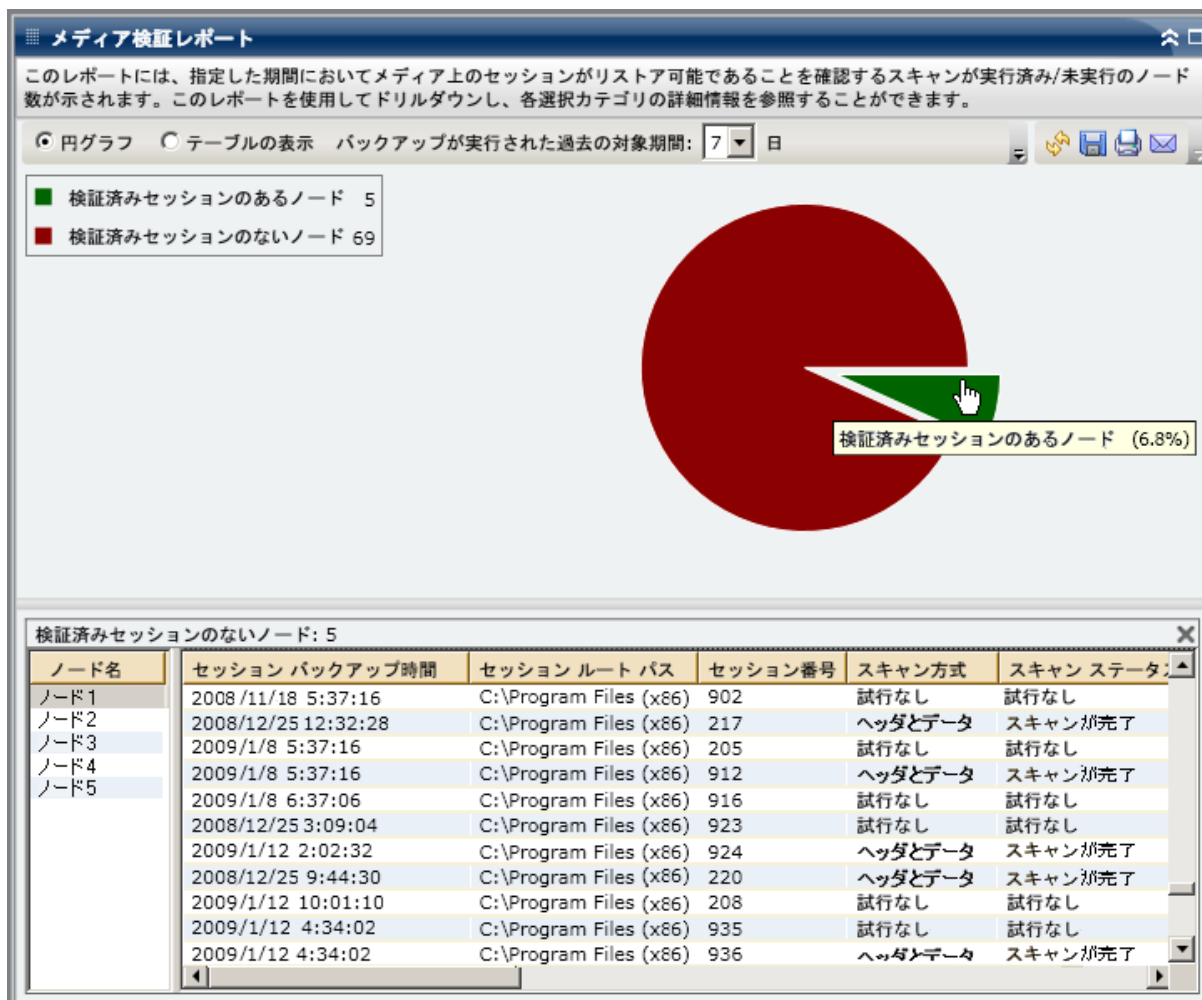 メディア検証レポート
このレポートには、指定した期間においてメディア上のセッションがリストア可能であることを確認するスキャンが実行済み/未実行のノード
数が示されます。このレポートを使用してドリルダウンし、各選択カテゴリの詳細情報を参照することができます。
円グラフ テーブルの表示 バックアップが実行された過去の対象期間: 7 日
検証済みセッションのあるノード 5
検証済みセッションのないノード 69
検証済みセッションのあるノード (6.8%)
検証済みセッションのないノード: 5
ノード名 セッション バックアップ時間 セッション ルート パス セッション番号 スキャン方式 スキャン ステータ
ノード1 2008/11/18 5:37:16 C:\Program Files (x86) 902 試行なし 試行なし
ノード2 2008/12/25 12:32:28 C:\Program Files (x86) 217 ヘッダとデータ スキャンが完了
ノード3 2009/1/8 5:37:16 C:\Program Files (x86) 205 試行なし 試行なし
ノード4 2009/1/8 5:37:16 C:\Program Files (x86) 912 ヘッダとデータ スキャンが完了
ノード5 2009/1/8 6:37:06 C:\Program Files (x86) 916 試行なし 試行なし
2008/12/25 3:09:04 C:\Program Files (x86) 923 試行なし 試行なし
2009/1/12 2:02:32 C:\Program Files (x86) 924 ヘッダとデータ スキャンが完了
2008/12/25 9:44:30 C:\Program Files (x86) 220 ヘッダとデータ スキャンが完了
2009/1/12 10:01:10 C:\Program Files (x86) 208 試行なし 試行なし
2009/1/12 4:34:02 C:\Program Files (x86) 935 試行なし 試行なし
2009/1/12 4:34:02 C:\Program Files (x86) 936 ヘッダとデータ スキャンが完了